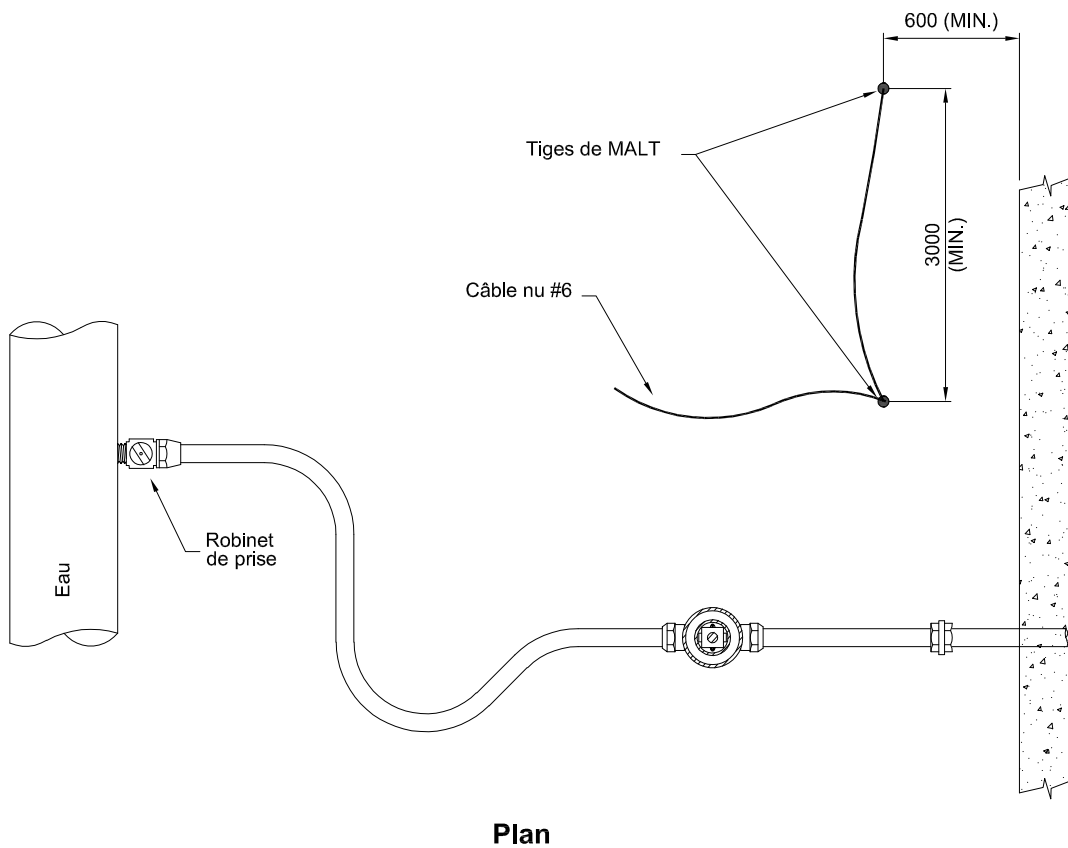 600 (MIN.)
Tiges de MALT
3000
(MIN.)
Câble nu #6
Robinet
de prise
Eau
Plan